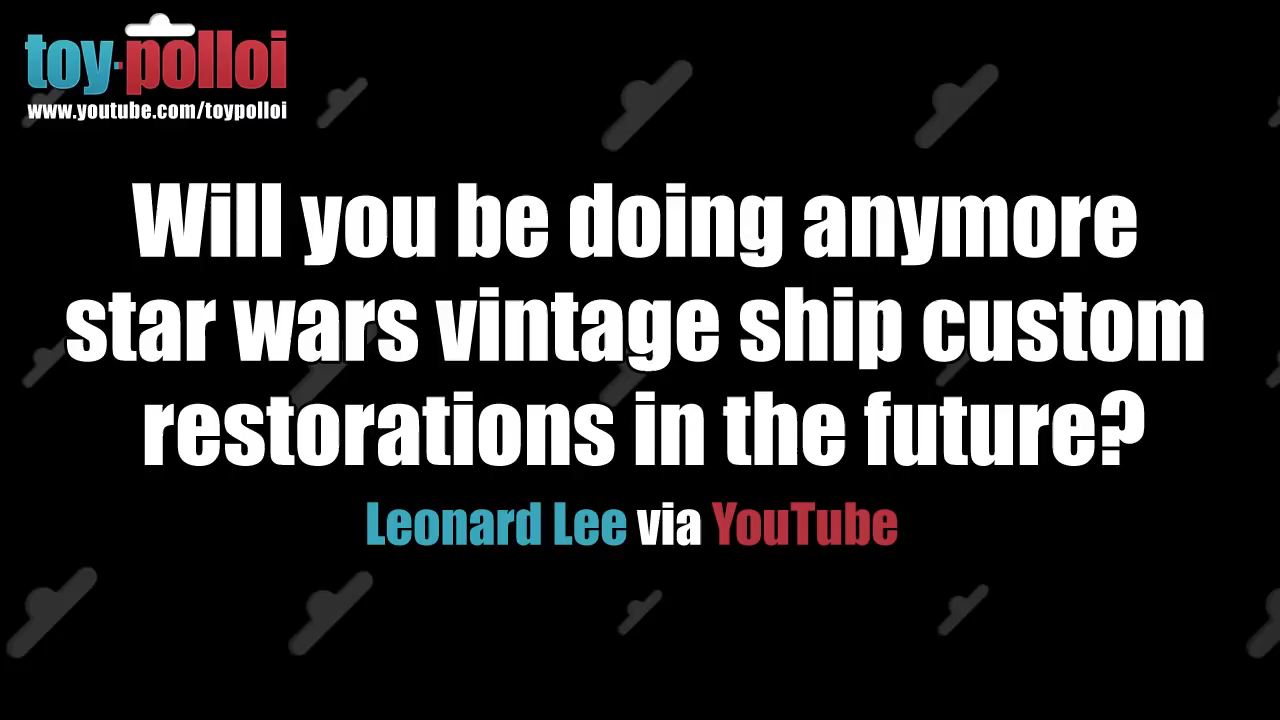 toy·polloi
www.youtube.com/toypolloi
Will you be doing anymore
star wars vintage ship custom
restorations in the future?
Leonard Lee via YouTube